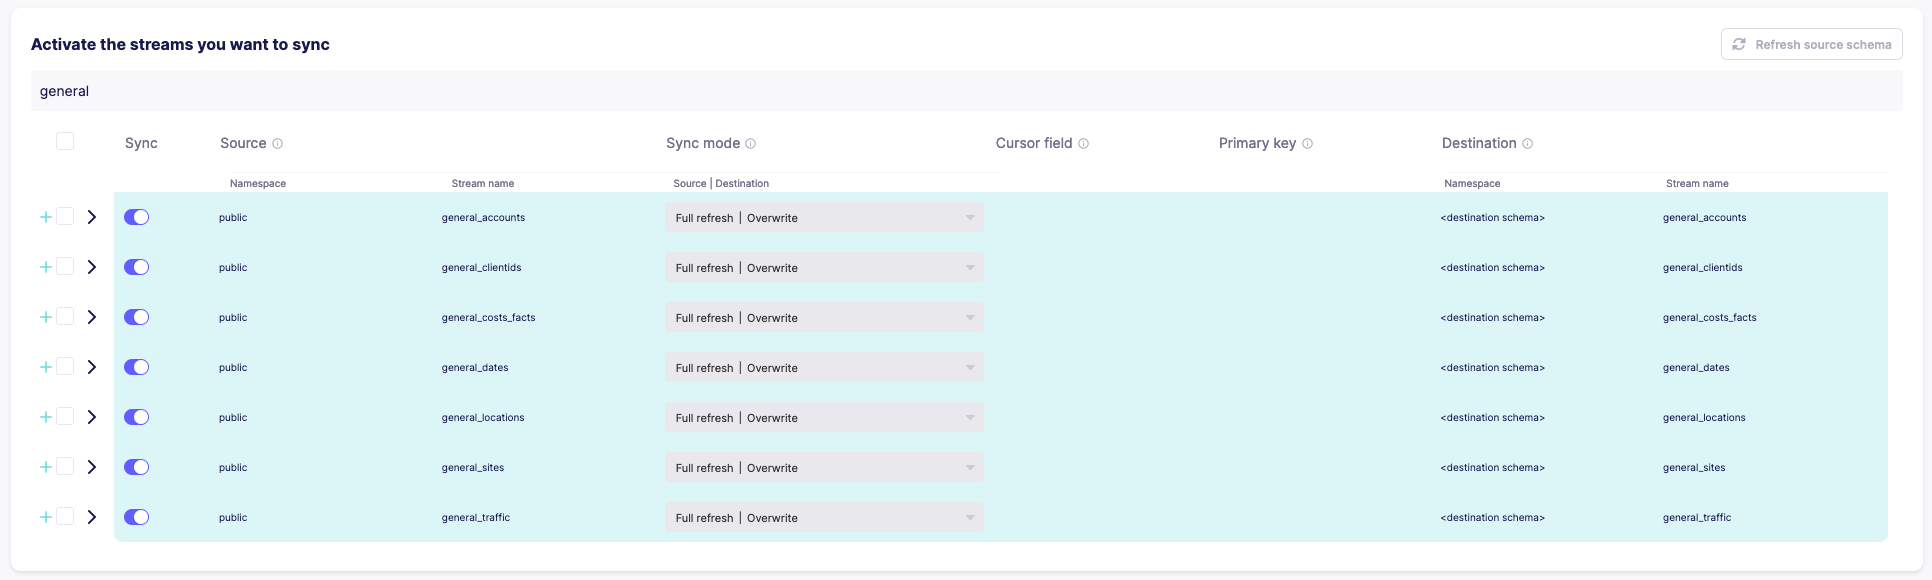 Activate the streams you want to sync
Refresh source schema
general
Sync Source Sync mode Cursor field Primary key Destination
Namespace Stream name Source | Destination Namespace Stream name
public general_accounts Full refresh | Overwrite <destination schema> general_accounts
public general_clientids Full refresh | Overwrite <destination schema> general_clientids
public general_costs_facts Full refresh | Overwrite <destination schema> general_costs_facts
public general_dates Full refresh | Overwrite <destination schema> general_dates
public general_locations Full refresh | Overwrite <destination schema> general_locations
public general_sites Full refresh | Overwrite <destination schema> general_sites
public general_traffic Full refresh | Overwrite <destination schema> general_traffic